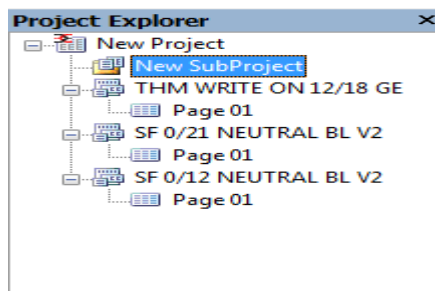 Project Explorer
New Project
New SubProject
THM WRITE ON 12/18 GE
Page 01
SF 0/21 NEUTRAL BL V2
Page 01
SF 0/12 NEUTRAL BL V2
Page 01